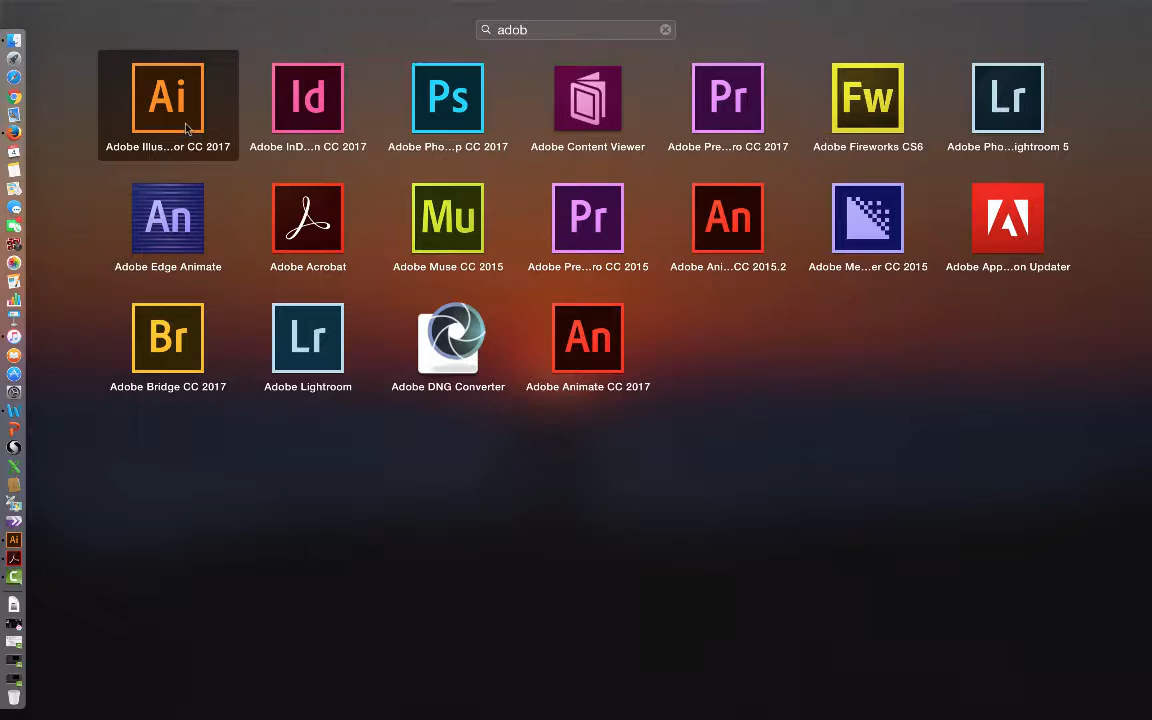 adob
Ai Id Ps Pr Fw Lr
Adobe Illus...or CC 2017 Adobe InD...n CC 2017 Adobe Pho...p CC 2017 Adobe Content Viewer Adobe Pre...ro CC 2017 Adobe Fireworks CS6 Adobe Pho...ightroom 5
An Mu Pr An
Adobe Edge Animate Adobe Acrobat Adobe Muse CC 2015 Adobe Pre...ro CC 2015 Adobe Ani...CC 2015.2 Adobe Me...er CC 2015 Adobe App...on Updater
Br Lr An
Adobe Bridge CC 2017 Adobe Lightroom Adobe DNG Converter Adobe Animate CC 2017
Ai